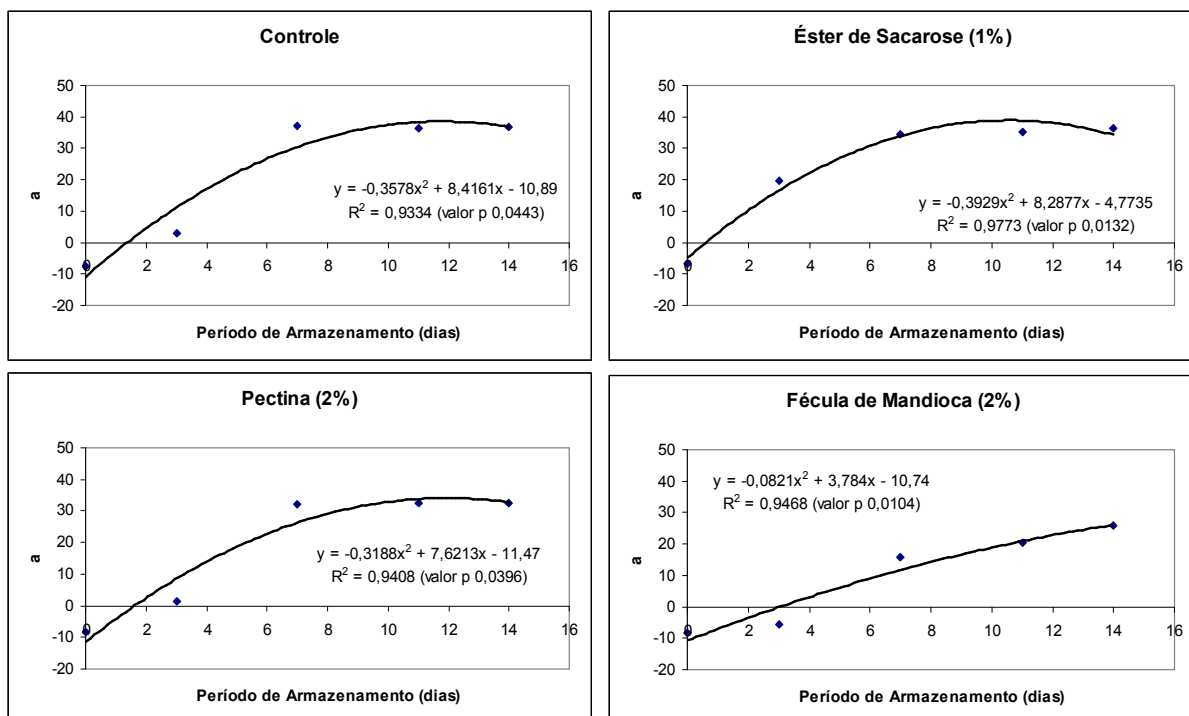 Controle
50
40
30
20
10
0
-10
-20
0 2 4 6 8 10 12 14 16
a
y = -0,3578x² + 8,4161x - 10,89
R² = 0,9334 (valor p 0,0443)
Período de Armazenamento (dias)
Éster de Sacarose (1%)
50
40
30
20
10
0
-10
-20
0 2 4 6 8 10 12 14 16
a
y = -0,3929x² + 8,2877x - 4,7735
R² = 0,9773 (valor p 0,0132)
Período de Armazenamento (dias)
Pectina (2%)
50
40
30
20
10
0
-10
-20
0 2 4 6 8 10 12 14 16
a
y = -0,3188x² + 7,6213x - 11,47
R² = 0,9408 (valor p 0,0396)
Período de Armazenamento (dias)
Fécula de Mandioca (2%)
50
40
30
20
10
0
-10
-20
0 2 4 6 8 10 12 14 16
a
y = -0,0821x² + 3,784x - 10,74
R² = 0,9468 (valor p 0,0104)
Período de Armazenamento (dias)